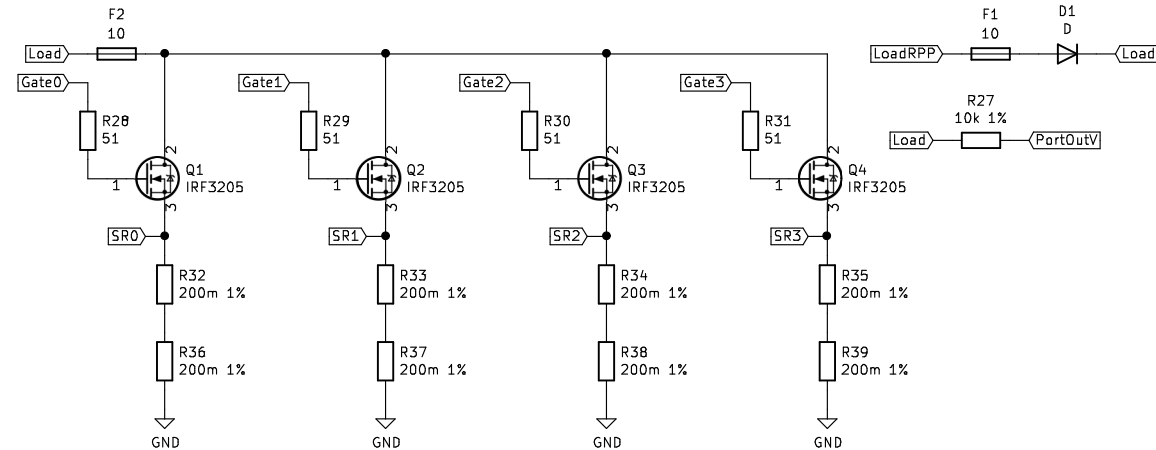 F2
10
Load
Gate0
R28
51
2
Q1
IRF3205
1
3
SR0
R32
200m 1%
R36
200m 1%
GND
Gate1
R29
51
2
Q2
IRF3205
1
3
SR1
R33
200m 1%
R37
200m 1%
GND
Gate2
R30
51
2
Q3
IRF3205
1
3
SR2
R34
200m 1%
R38
200m 1%
GND
Gate3
R31
51
2
Q4
IRF3205
1
3
SR3
R35
200m 1%
R39
200m 1%
GND
F1
10
D1
D
LoadRPP
Load
R27
10k 1%
Load
PortOutV